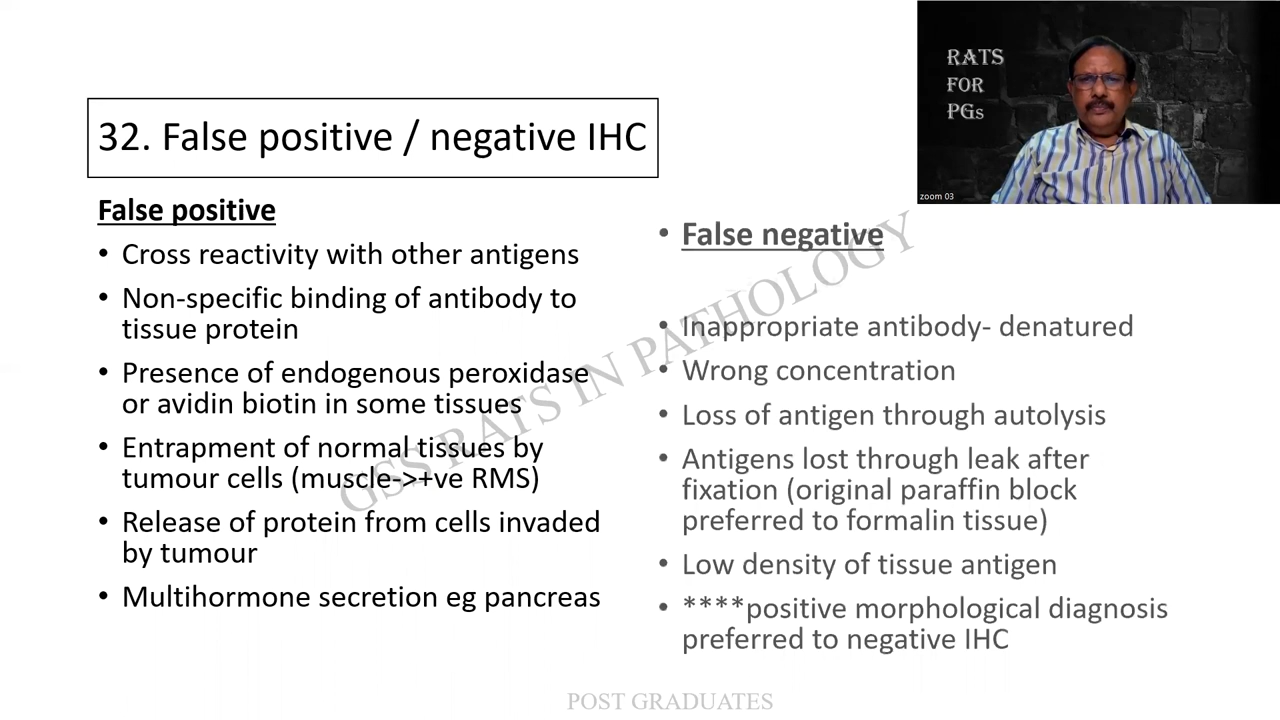 RATS
FOR
PGs
zoom 03
32. False positive / negative IHC
False positive
• Cross reactivity with other antigens
• Non-specific binding of antibody to
tissue protein
• Presence of endogenous peroxidase
or avidin biotin in some tissues
• Entrapment of normal tissues by
tumour cells (muscle->+ve RMS)
• Release of protein from cells invaded
by tumour
• Multihormone secretion eg pancreas
• False negative
• Inappropriate antibody- denatured
• Wrong concentration
• Loss of antigen through autolysis
• Antigens lost through leak after
fixation (original paraffin block
preferred to formalin tissue)
• Low density of tissue antigen
• ****positive morphological diagnosis
preferred to negative IHC
GSS RATS IN PATHOLOGY
POST GRADUATES